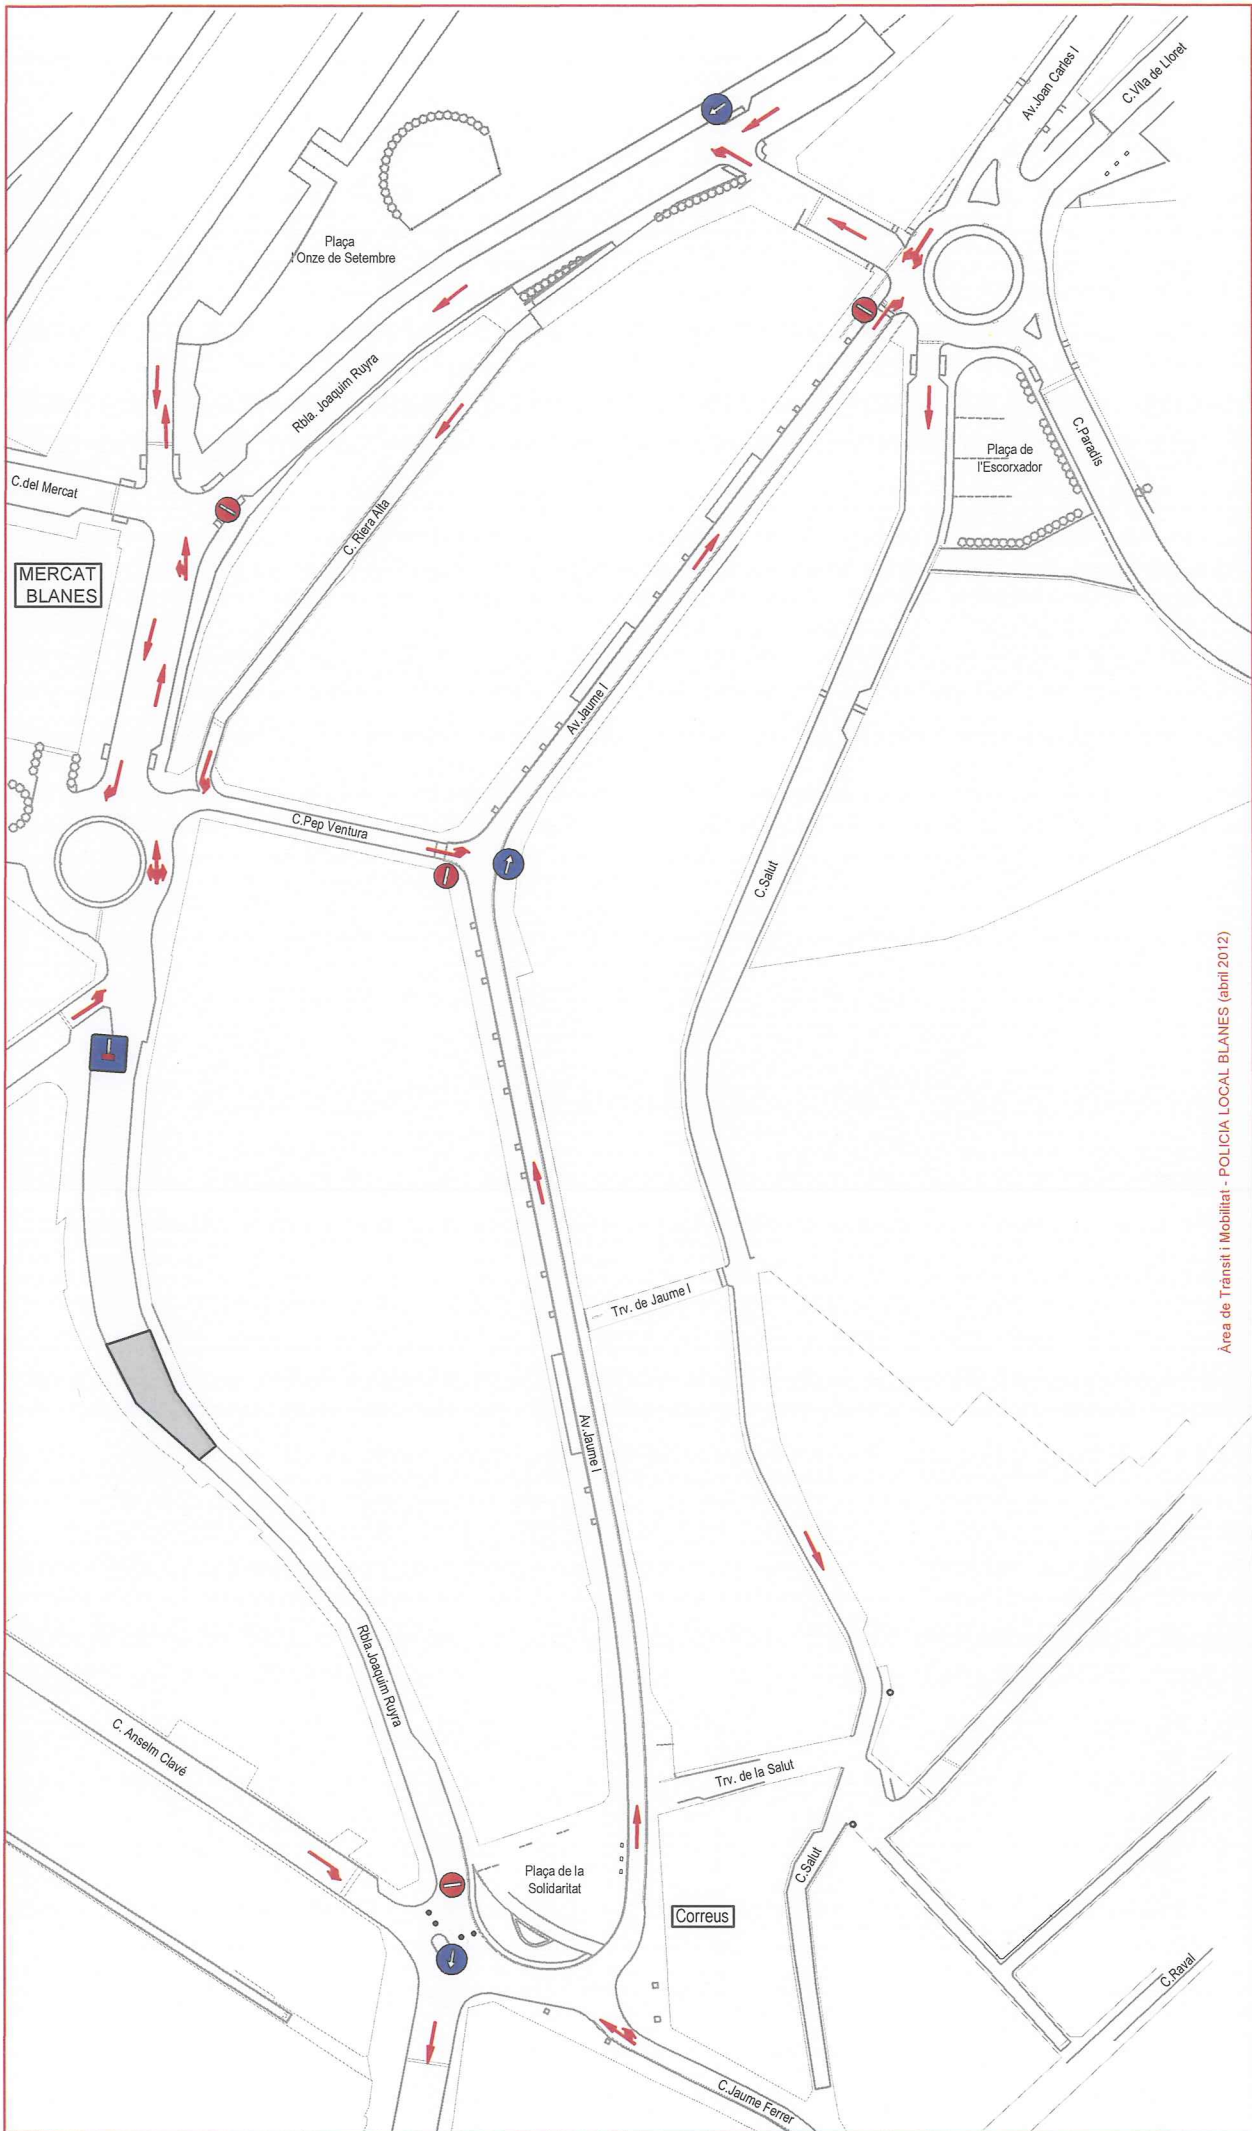 Av.Joan Carles I
C.Vila de Lloret
Plaça
l'Onze de Setembre
Rbla. Joaquim Ruyra
C.del Mercat
C. Riera Alta
Plaça de
l'Escorxador
C.Paradis
MERCAT
BLANES
Av.Jaume I
C.Pep Ventura
C.Salut
Àrea de Trànsit i Mobilitat - POLICIA LOCAL BLANES (abril 2012)
Trv. de Jaume I
Av.Jaume I
Rbla.Joaquim Ruyra
C. Anselm Clavé
Trv. de la Salut
Plaça de la
Solidaritat
C.Salut
Correus
C.Raval
C.Jaume Ferrer